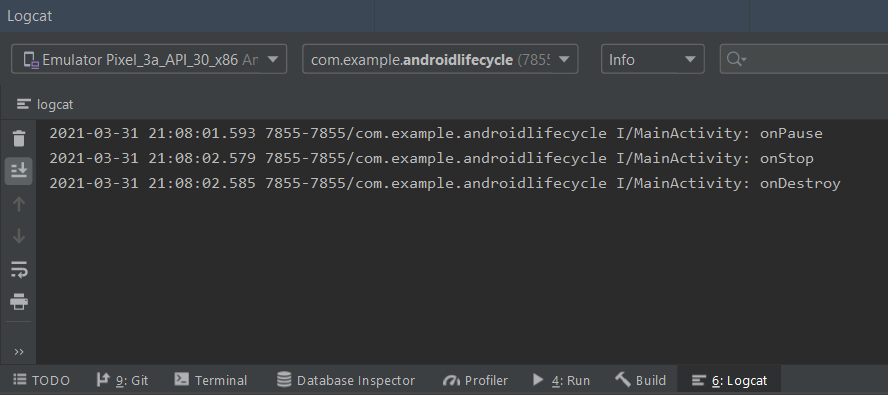 Logcat
Emulator Pixel_3a_API_30_x86 An com.example.androidlifecycle (7855 Info
logcat
2021-03-31 21:08:01.593 7855-7855/com.example.androidlifecycle I/MainActivity: onPause
2021-03-31 21:08:02.579 7855-7855/com.example.androidlifecycle I/MainActivity: onStop
2021-03-31 21:08:02.585 7855-7855/com.example.androidlifecycle I/MainActivity: onDestroy
TODO 9: Git Terminal Database Inspector Profiler 4: Run Build 6: Logcat